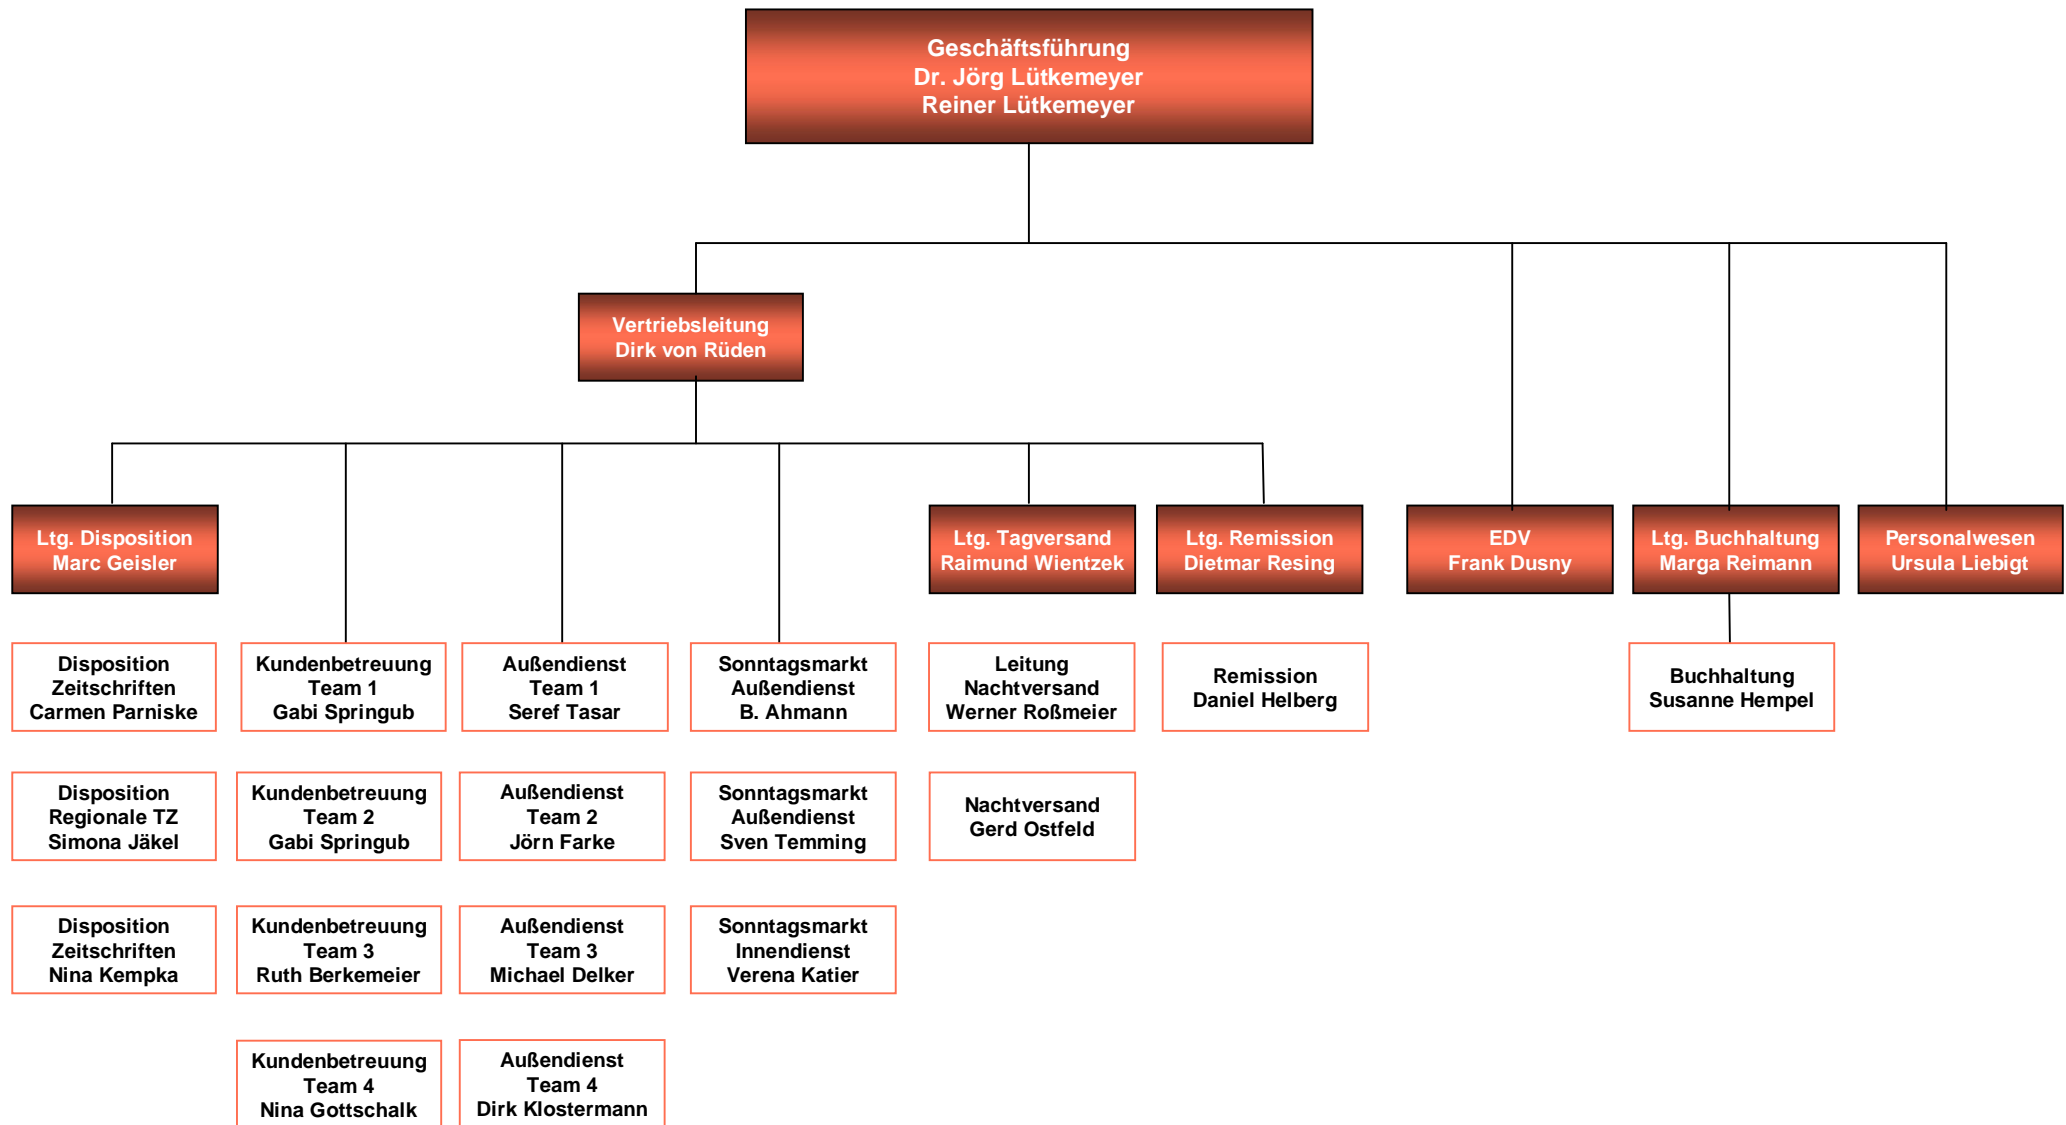 Geschäftsführung
Dr. Jörg Lütkemeyer
Reiner Lütkemeyer
Vertriebsleitung
Dirk von Rüden
Ltg. Disposition
Marc Geisler
Ltg. Tagversand
Raimund Wientzek
Ltg. Remission
Dietmar Resing
EDV
Frank Dusny
Ltg. Buchhaltung
Marga Reimann
Personalwesen
Ursula Liebigt
Disposition
Zeitschriften
Carmen Parniske
Kundenbetreuung
Team 1
Gabi Springub
Außendienst
Team 1
Seref Tasar
Sonntagsmarkt
Außendienst
B. Ahmann
Leitung
Nachtversand
Werner Roßmeier
Remission
Daniel Helberg
Buchhaltung
Susanne Hempel
Disposition
Regionale TZ
Simona Jäkel
Kundenbetreuung
Team 2
Gabi Springub
Außendienst
Team 2
Jörn Farke
Sonntagsmarkt
Außendienst
Sven Temming
Nachtversand
Gerd Ostfeld
Disposition
Zeitschriften
Nina Kempka
Kundenbetreuung
Team 3
Ruth Berkemeier
Außendienst
Team 3
Michael Delker
Sonntagsmarkt
Innendienst
Verena Katier
Kundenbetreuung
Team 4
Nina Gottschalk
Außendienst
Team 4
Dirk Klostermann